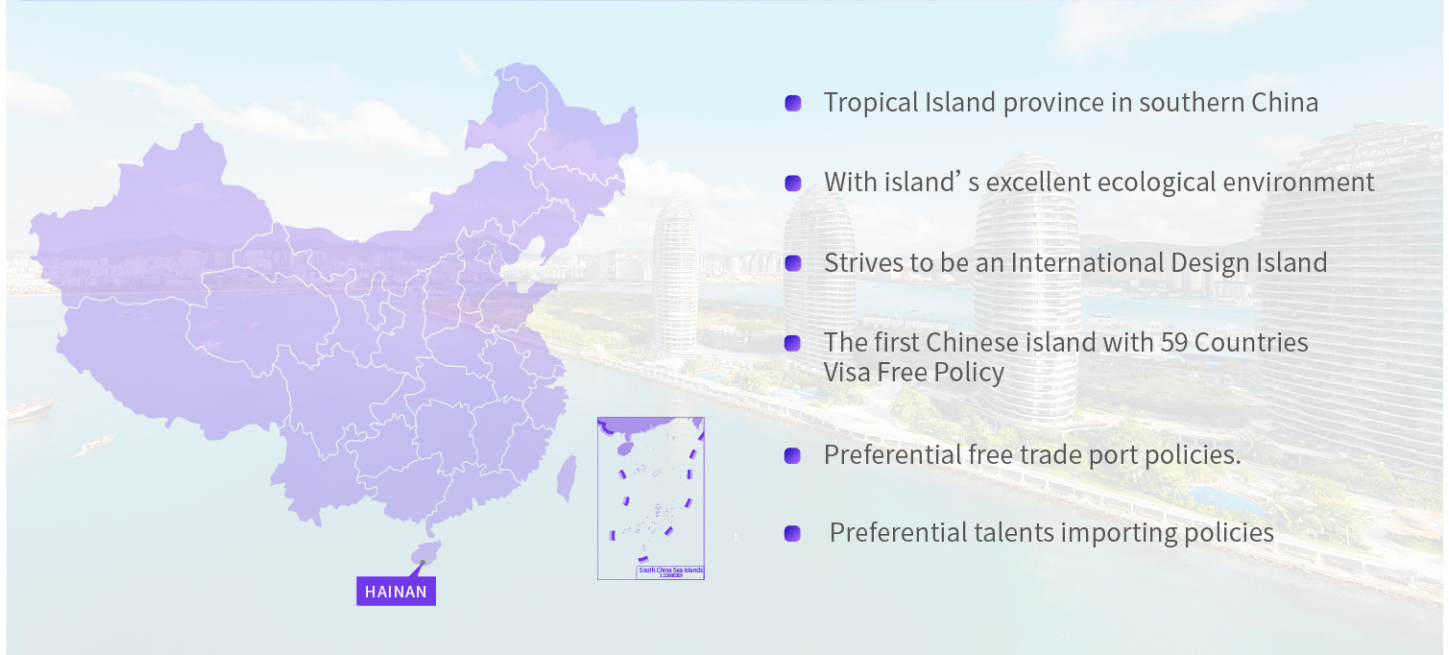 Tropical Island province in southern China
With island’ s excellent ecological environment
Strives to be an International Design Island
The first Chinese island with 59 Countries
Visa Free Policy
Preferential free trade port policies.
Preferential talents importing policies
South China Sea Islands
HAINAN